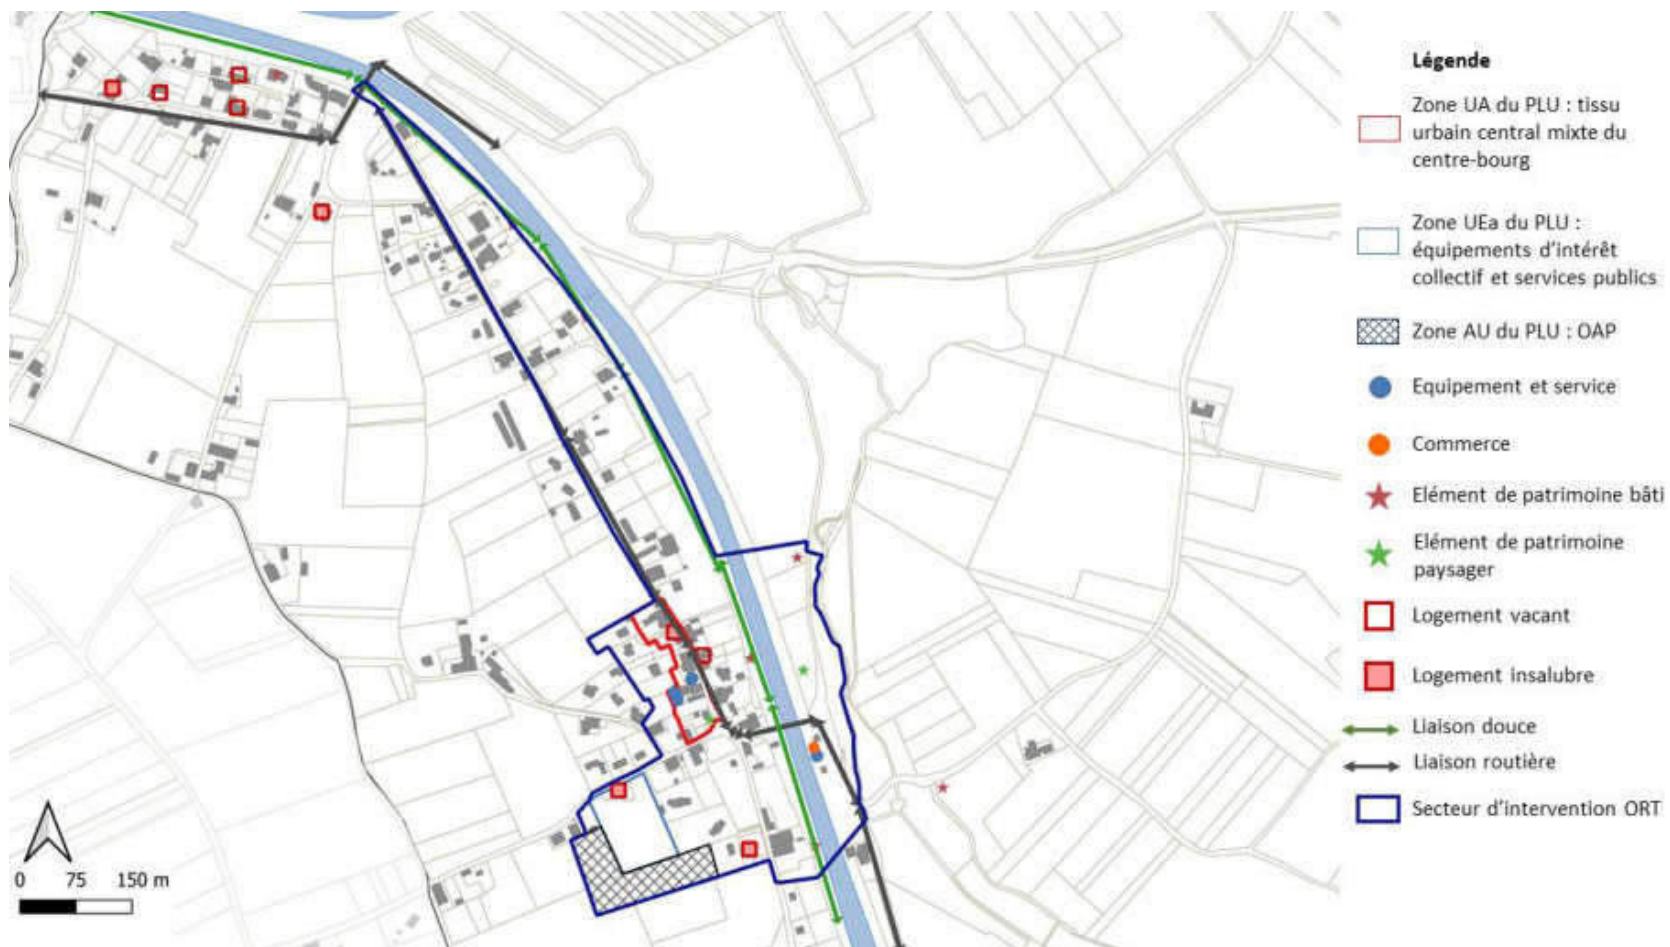 Légende
Zone UA du PLU : tissu
urbain central mixte du
centre-bourg
Zone UEa du PLU :
équipements d'intérêt
collectif et services publics
Zone AU du PLU : OAP
Equipement et service
Commerce
Elément de patrimoine bâti
Elément de patrimoine
paysager
Logement vacant
Logement insalubre
Liaison douce
Liaison routière
Secteur d'intervention ORT
0 75 150 m